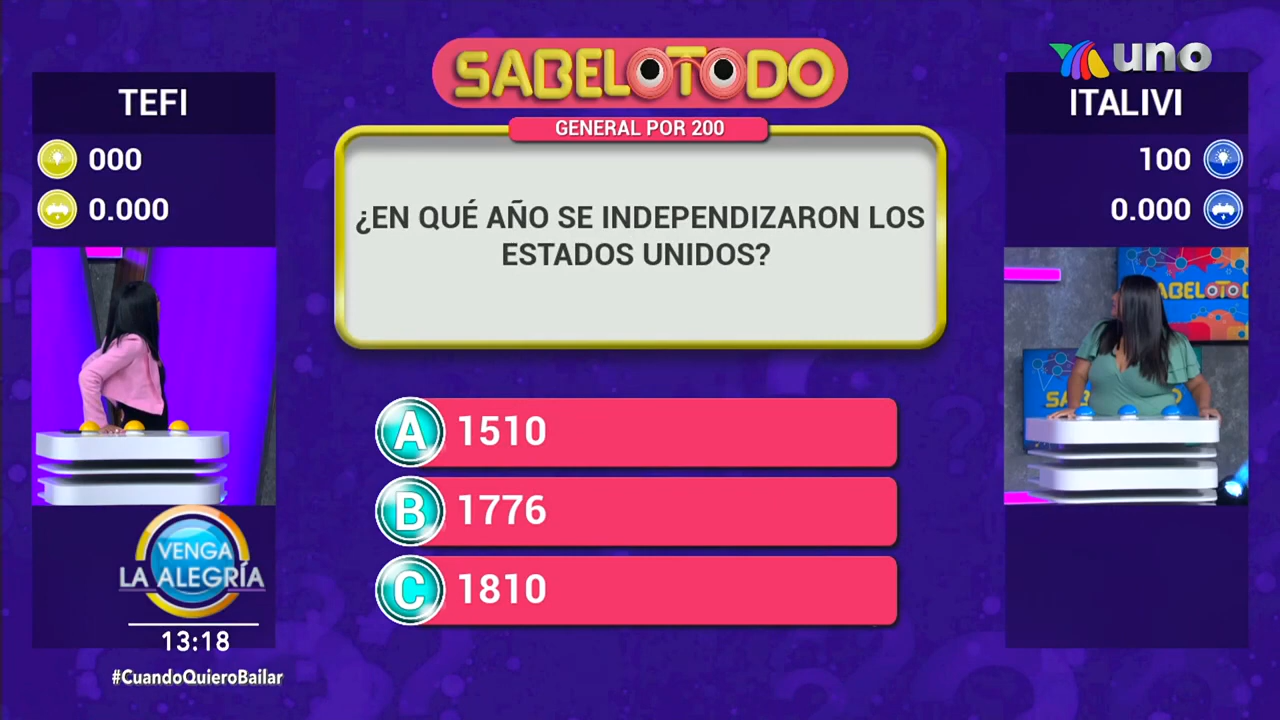 SABELOTODO
uno
GENERAL POR 200
TEFI
000
0.000
ITALIVI
100
0.000
¿EN QUÉ AÑO SE INDEPENDIZARON LOS
ESTADOS UNIDOS?
A 1510
B 1776
C 1810
VENGA
LA ALEGRÍA
13:18
#CuandoQuieroBailar